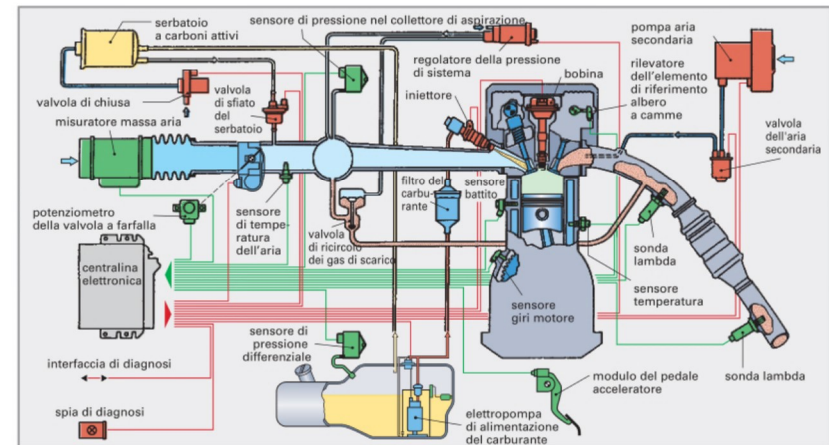 serbatoio
a carboni attivi
sensore di pressione nel collettore di aspirazione
pompa aria
secondaria
regolatore della pressione
di sistema
bobina
rilevatore
dell'elemento
di riferimento
albero
a camme
valvola di chiusa
valvola
di sfiato
del
serbatoio
iniettore
misuratore massa aria
valvola
dell'aria
secondaria
filtro del
carbu-
rante
sensore
battito
potenziometro
della valvola a farfalla
sensore
di tempe-
ratura
dell'aria
valvola
di ricircolo
dei gas di scarico
sonda
lambda
centralina
elettronica
sensore
giri motore
sensore
temperatura
sensore di
pressione
differenziale
interfaccia di diagnosi
sonda lambda
modulo del pedale
acceleratore
spia di diagnosi
elettropompa
di alimentazione
del carburante